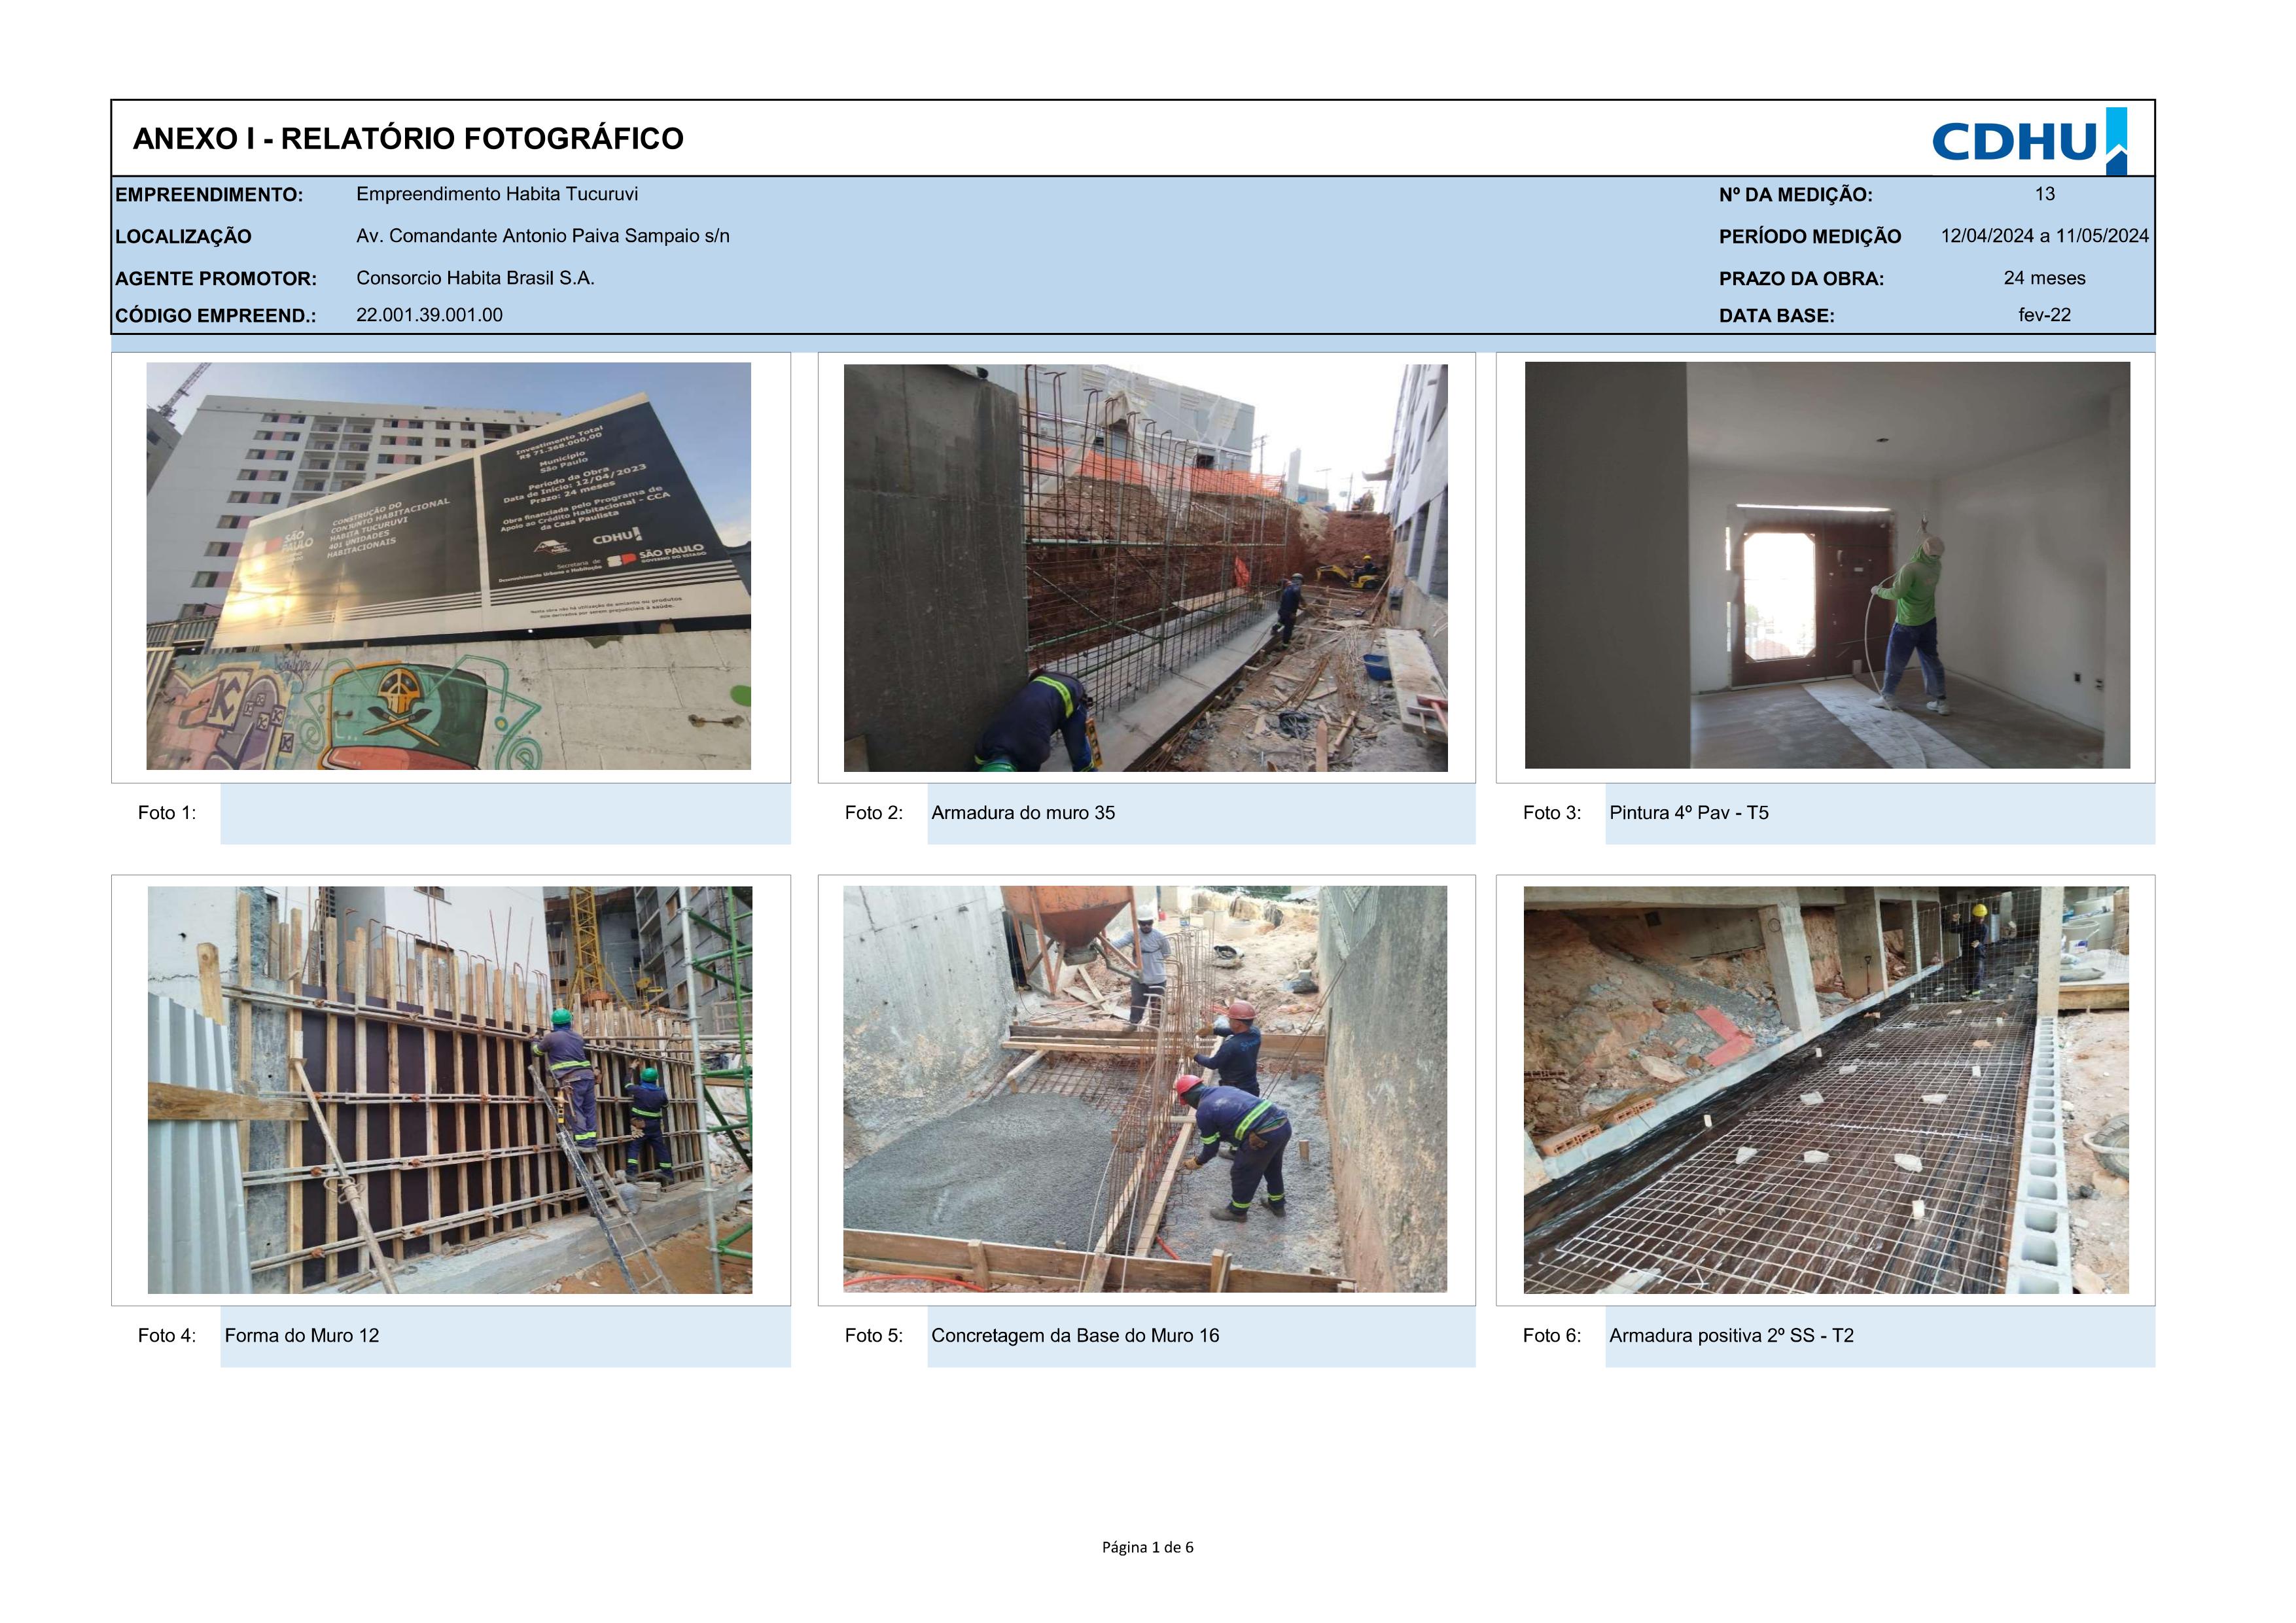 ANEXO I - RELATÓRIO FOTOGRÁFICO
CDHU
EMPREENDIMENTO: Empreendimento Habita Tucuruvi
Nº DA MEDIÇÃO: 13
LOCALIZAÇÃO Av. Comandante Antonio Paiva Sampaio s/n
PERÍODO MEDIÇÃO 12/04/2024 a 11/05/2024
AGENTE PROMOTOR: Consorcio Habita Brasil S.A.
PRAZO DA OBRA: 24 meses
CÓDIGO EMPREEND.: 22.001.39.001.00
DATA BASE: fev-22
SÃO
PAULO
CONSTRUÇÃO DO
CONJUNTO HABITACIONAL
HABITA TUCURUVI
401 UNIDADES
HABITACIONAIS
Investimento Total
R$ 71.368.000,00
Município
São Paulo
Período da Obra
Data de Início: 12/04/2023
Prazo: 24 meses
Obra financiada pelo Programa de
Apoio ao Crédito Habitacional - CCA
da Casa Paulista
CDHU
Secretaria de
Desenvolvimento Urbano e Habitação
SÃO PAULO
GOVERNO DO ESTADO
Nesta obra não há utilização de amianto ou produtos
dele derivados por serem prejudiciais à saúde.
Foto 1:
Foto 2: Armadura do muro 35
Foto 3: Pintura 4º Pav - T5
Foto 4: Forma do Muro 12
Foto 5: Concretagem da Base do Muro 16
Foto 6: Armadura positiva 2º SS - T2
Página 1 de 6